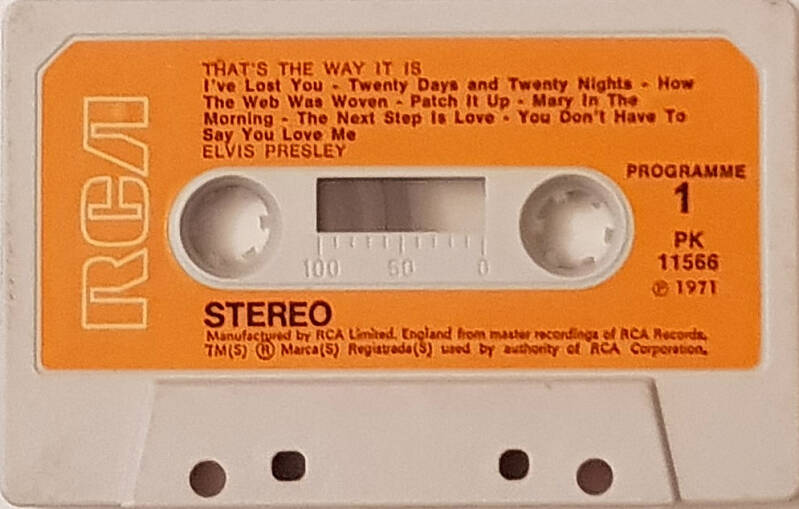 THAT'S THE WAY IT IS
I've Lost You - Twenty Days and Twenty Nights - How
The Web Was Woven - Patch It Up - Mary In The
Morning - The Next Step Is Love - You Don't Have To
Say You Love Me
ELVIS PRESLEY
RCA
PROGRAMME
1
PK
11566
℗ 1971
100 50 0
STEREO
Manufactured by RCA Limited, England from master recordings of RCA Records.
TM(S) ® Marca(S) Registrada(S) used by authority of RCA Corporation.